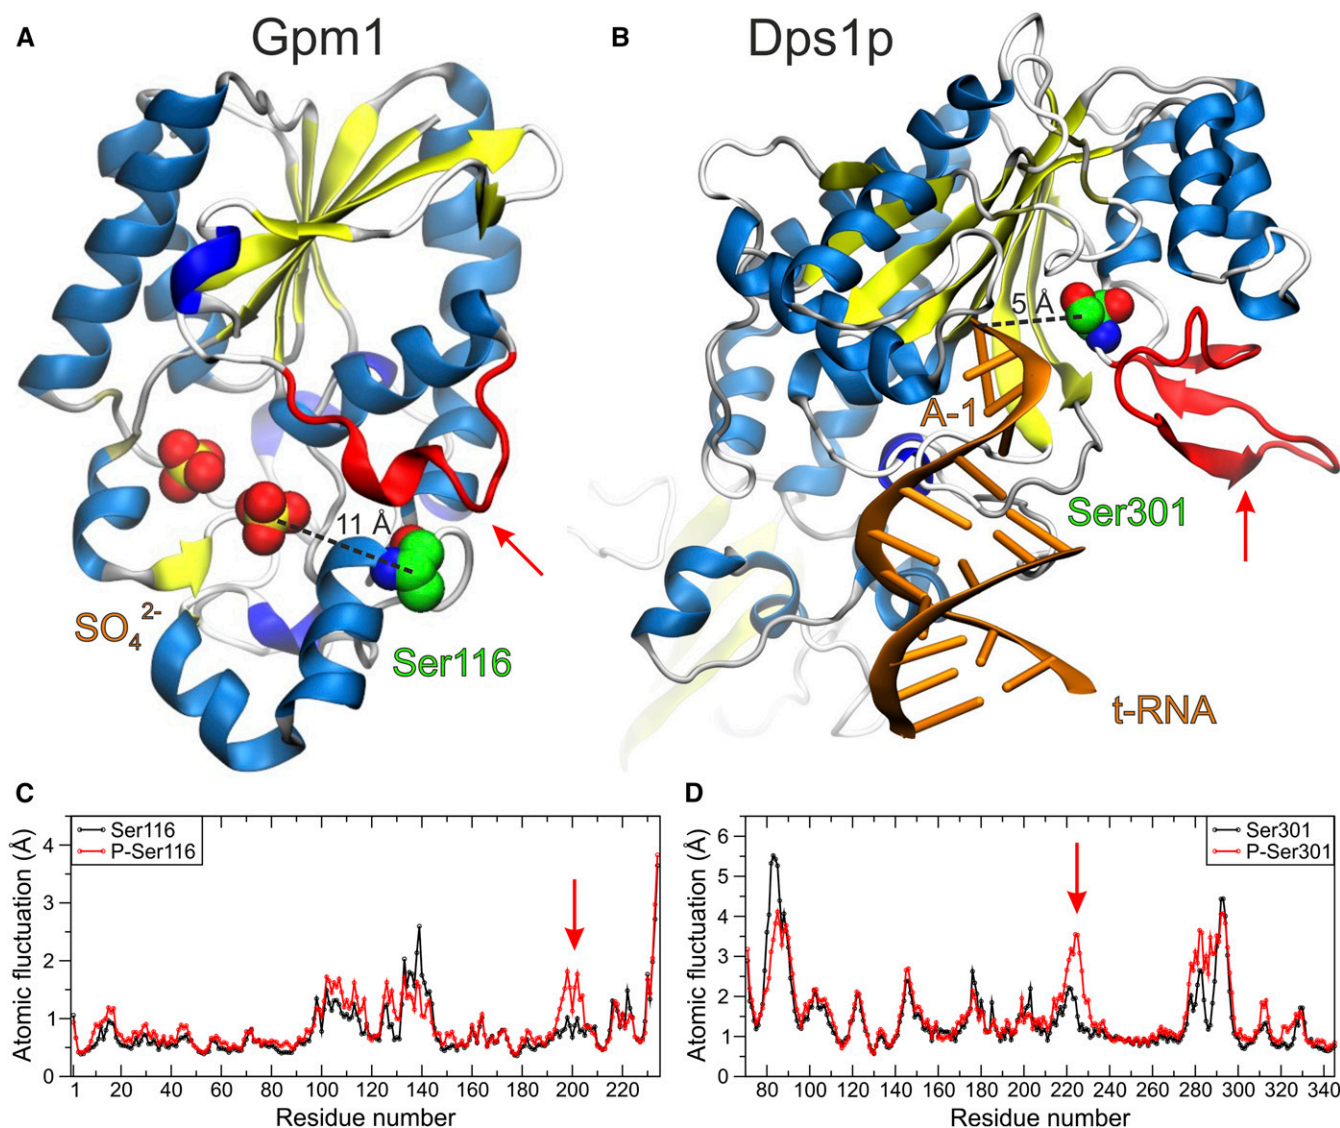 A
Gpm1
B
Dps1p
5 Å
A-1
11 Å
Ser301
SO₄²⁻
Ser116
t-RNA
C
Ser116
P-Ser116
Atomic fluctuation (Å)
4
3
2
1
0
1 20 40 60 80 100 120 140 160 180 200 220
Residue number
D
Ser301
P-Ser301
Atomic fluctuation (Å)
6
5
4
3
2
1
0
80 100 120 140 160 180 200 220 240 260 280 300 320 340
Residue number